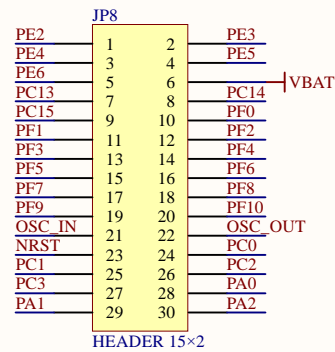 JP8
PE2 1 2 PE3
PE4 3 4 PE5
PE6 5 6 VBAT
PC13 7 8 PC14
PC15 9 10 PF0
PF1 11 12 PF2
PF3 13 14 PF4
PF5 15 16 PF6
PF7 17 18 PF8
PF9 19 20 PF10
OSC_IN 21 22 OSC_OUT
NRST 23 24 PC0
PC1 25 26 PC2
PC3 27 28 PA0
PA1 29 30 PA2
HEADER 15×2